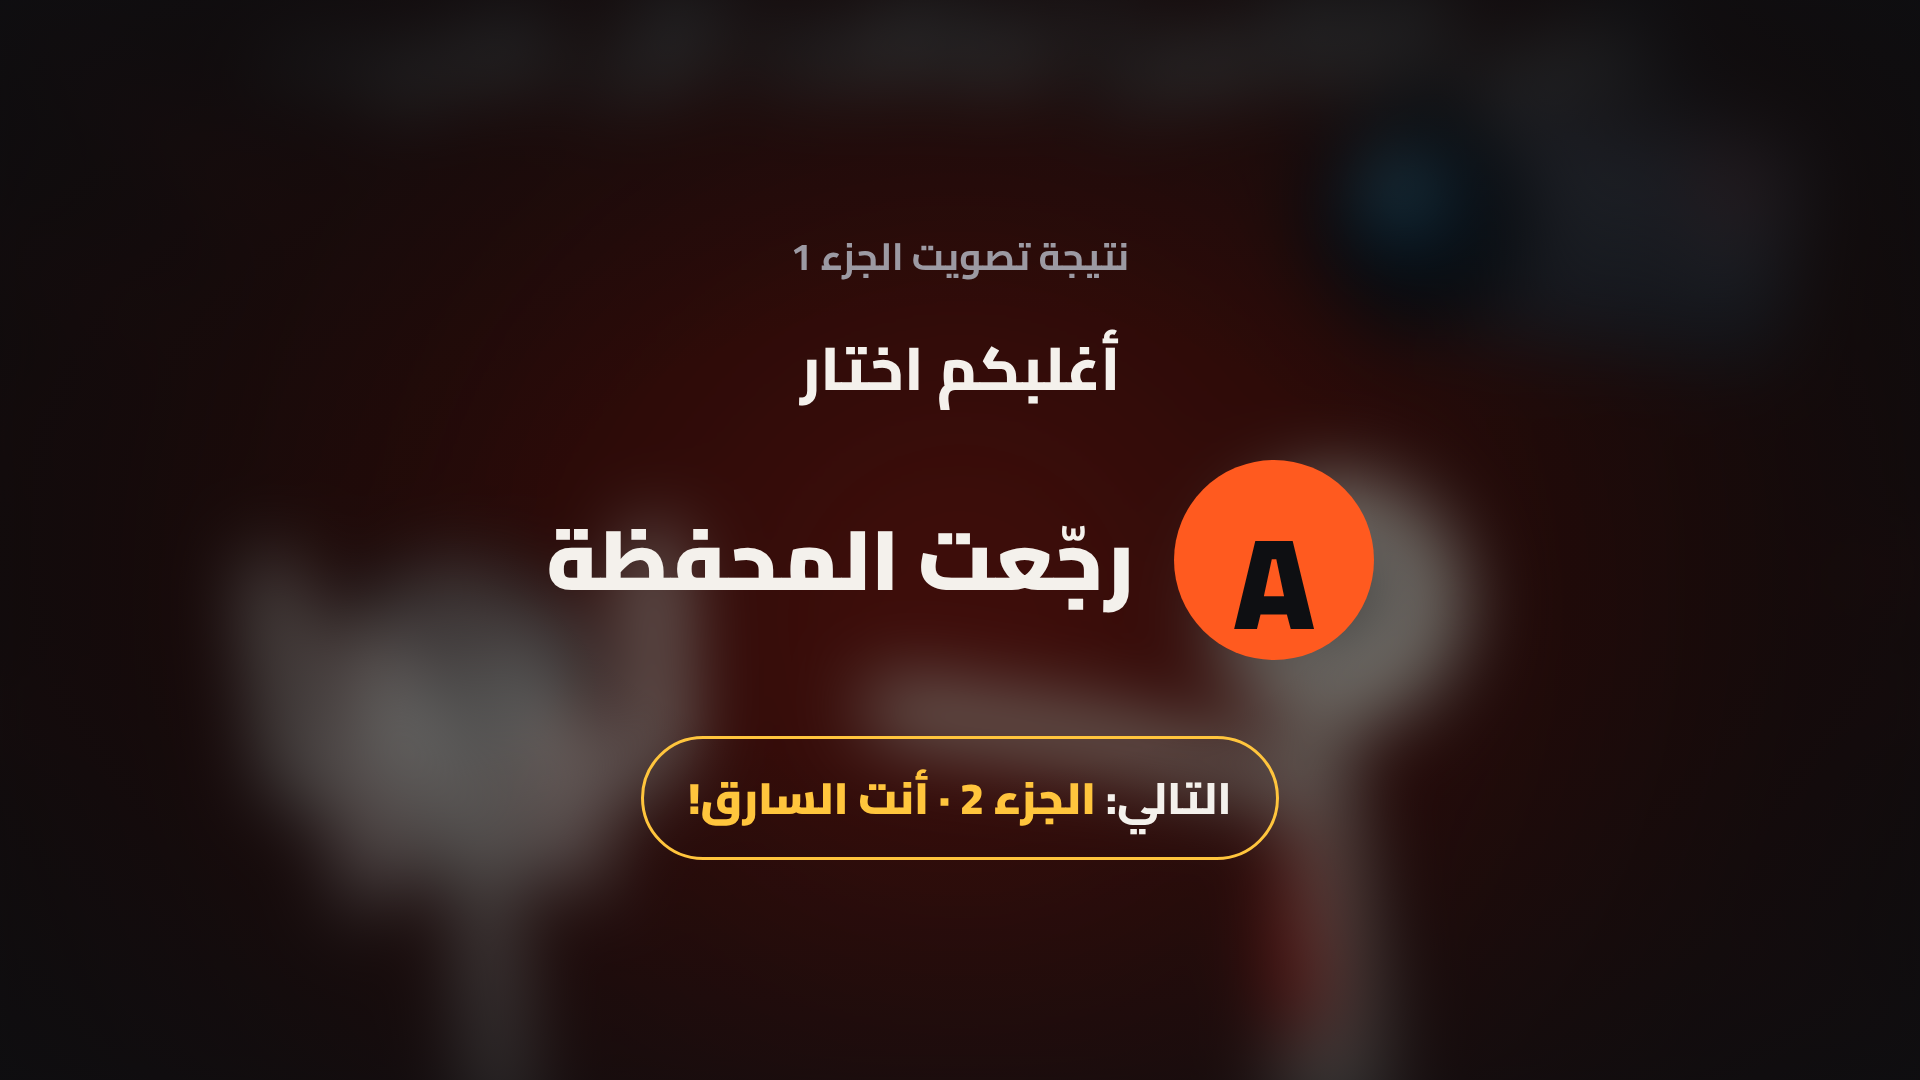 نتيجة تصويت الجزء 1
أغلبكم اختار
A رجّعت المحفظة
التالي: الجزء 2 · أنت السارق!